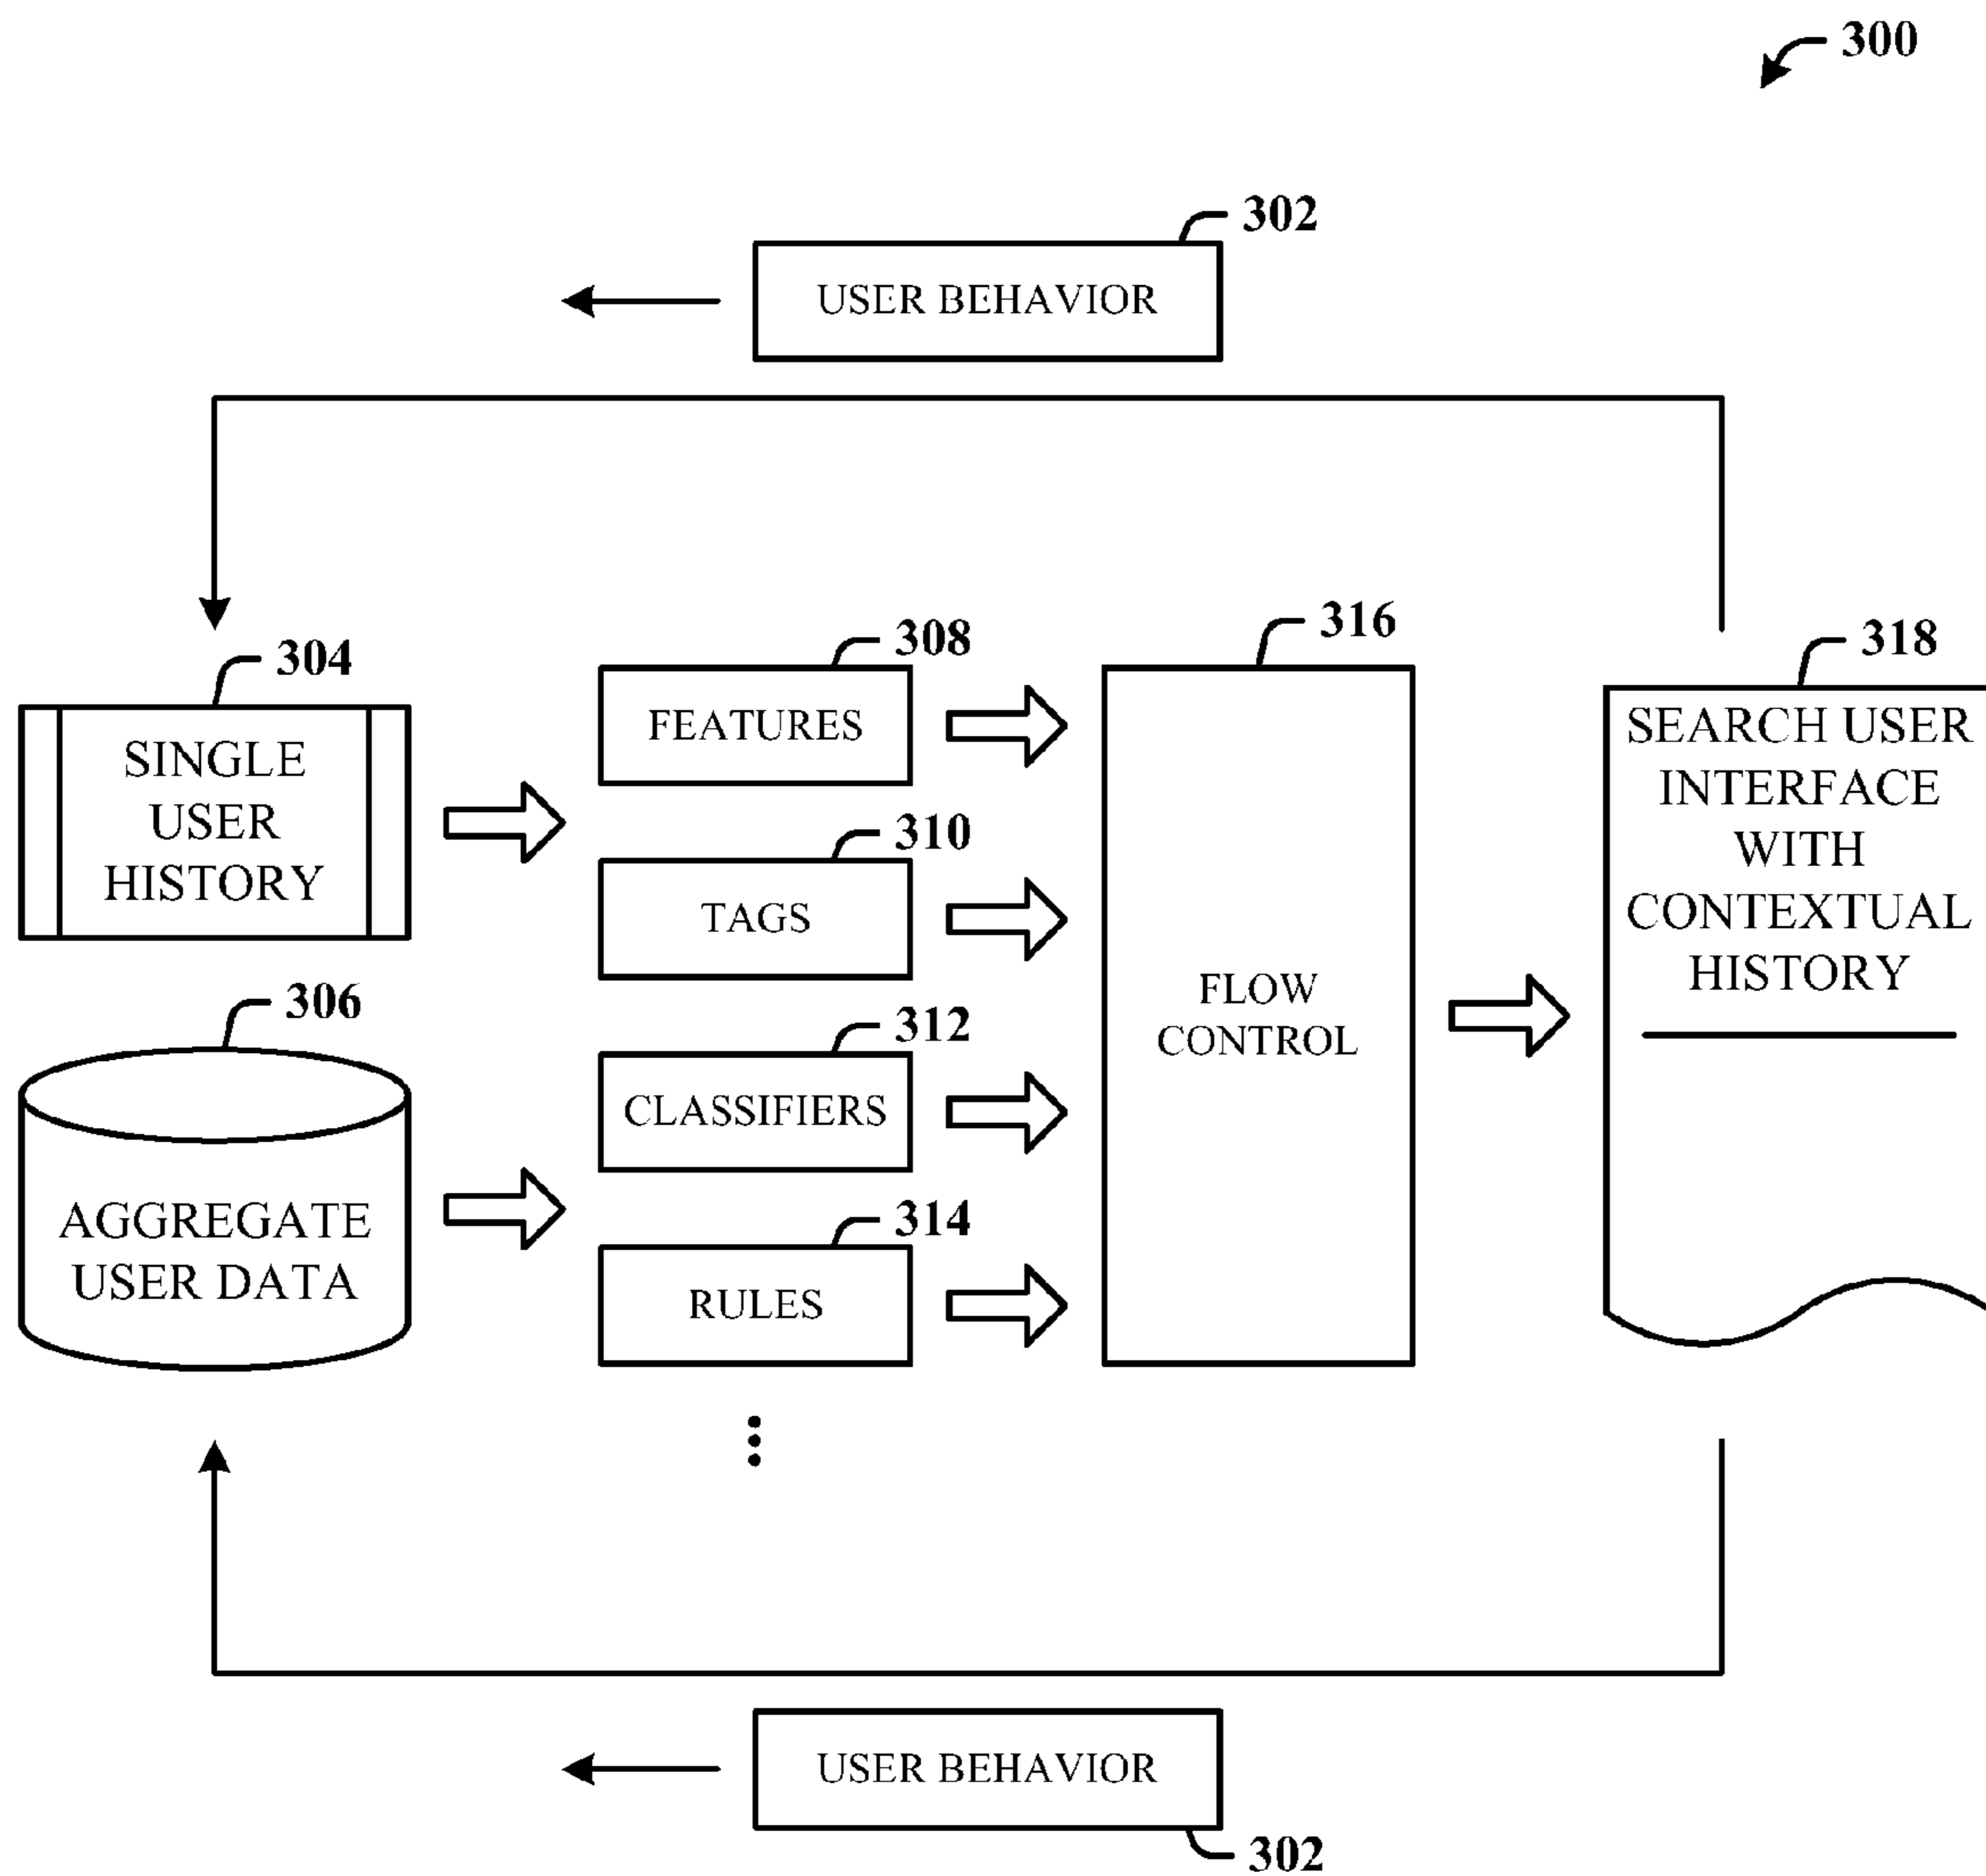 300
302
USER BEHAVIOR
304
SINGLE
USER
HISTORY
306
AGGREGATE
USER DATA
308
FEATURES
310
TAGS
312
CLASSIFIERS
314
RULES
316
FLOW
CONTROL
318
SEARCH USER
INTERFACE
WITH
CONTEXTUAL
HISTORY
USER BEHAVIOR
302